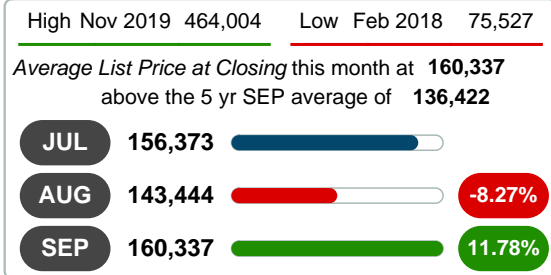 High Nov 2019 464,004 Low Feb 2018 75,527
Average List Price at Closing this month at 160,337
above the 5 yr SEP average of 136,422
JUL 156,373
AUG 143,444 -8.27%
SEP 160,337 11.78%